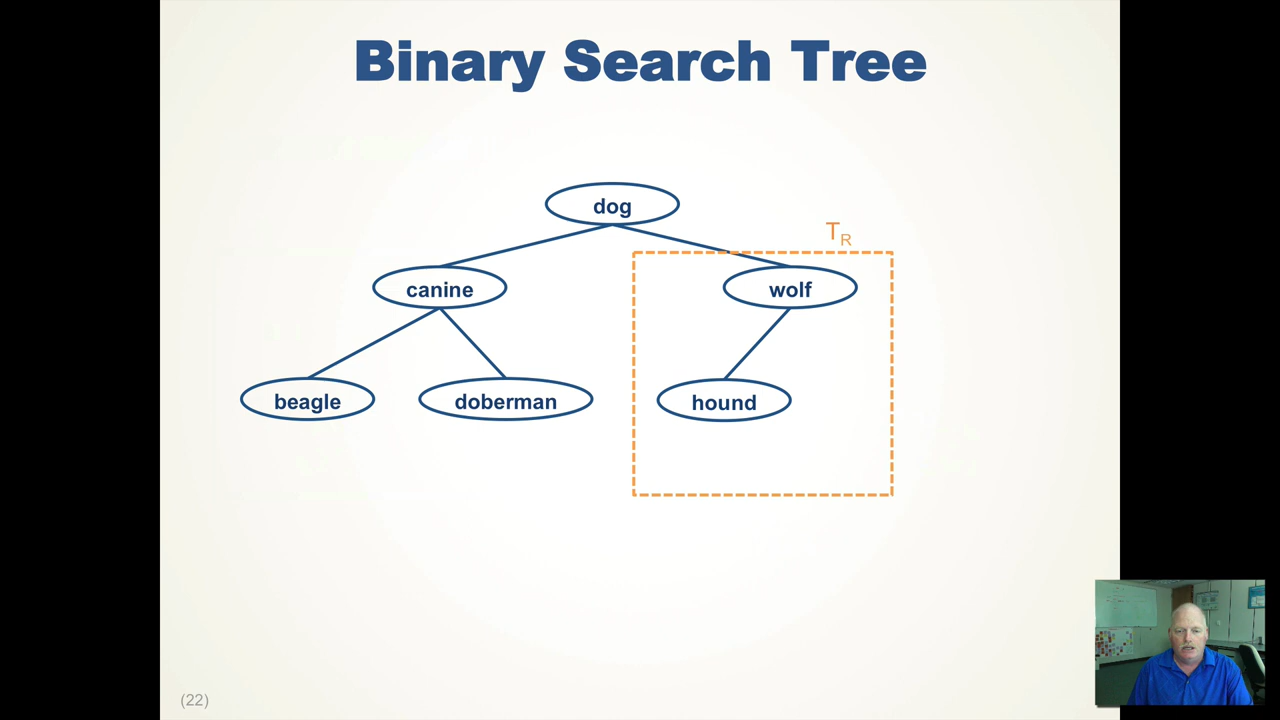 Binary Search Tree
dog
TR
canine
wolf
beagle
doberman
hound
(22)